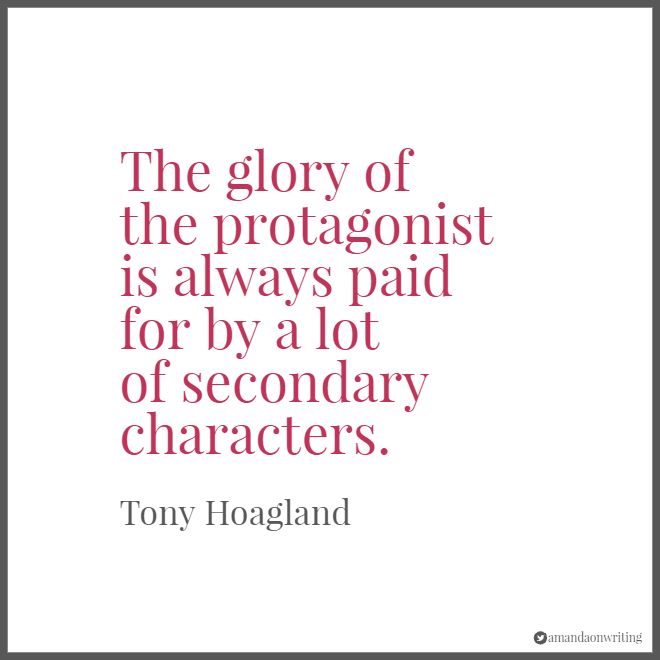 The glory of
the protagonist
is always paid
for by a lot
of secondary
characters.
Tony Hoagland
amandaonwriting